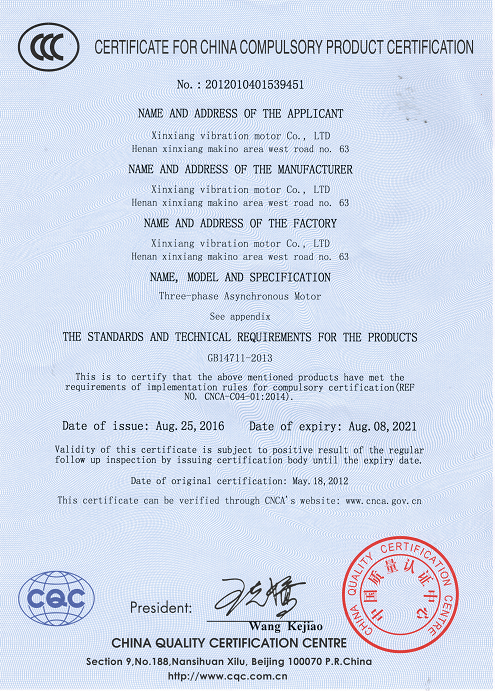 CCC
CERTIFICATE FOR CHINA COMPULSORY PRODUCT CERTIFICATION
No.: 2012010401539451
NAME AND ADDRESS OF THE APPLICANT
Xinxiang vibration motor Co., LTD
Henan xinxiang makino area west road no. 63
NAME AND ADDRESS OF THE MANUFACTURER
Xinxiang vibration motor Co., LTD
Henan xinxiang makino area west road no. 63
NAME AND ADDRESS OF THE FACTORY
Xinxiang vibration motor Co., LTD
Henan xinxiang makino area west road no. 63
NAME, MODEL AND SPECIFICATION
Three-phase Asynchronous Motor
See appendix
THE STANDARDS AND TECHNICAL REQUIREMENTS FOR THE PRODUCTS
GB14711-2013
This is to certify that the above mentioned products have met the
requirements of implementation rules for compulsory certification(REF
NO. CNCA-C04-01:2014).
Date of issue: Aug.25,2016 Date of expiry: Aug.08,2021
Validity of this certificate is subject to positive result of the regular
follow up inspection by issuing certification body until the expiry date.
Date of original certification: May.18,2012
This certificate can be verified through CNCA's website: www.cnca.gov.cn
CQC
President:
Wang Kejiao
CHINA QUALITY CERTIFICATION CENTRE
中国质量认证中心
CHINA QUALITY CERTIFICATION CENTRE
Section 9,No.188,Nansihuan Xilu, Beijing 100070 P.R.China
http://www.cqc.com.cn